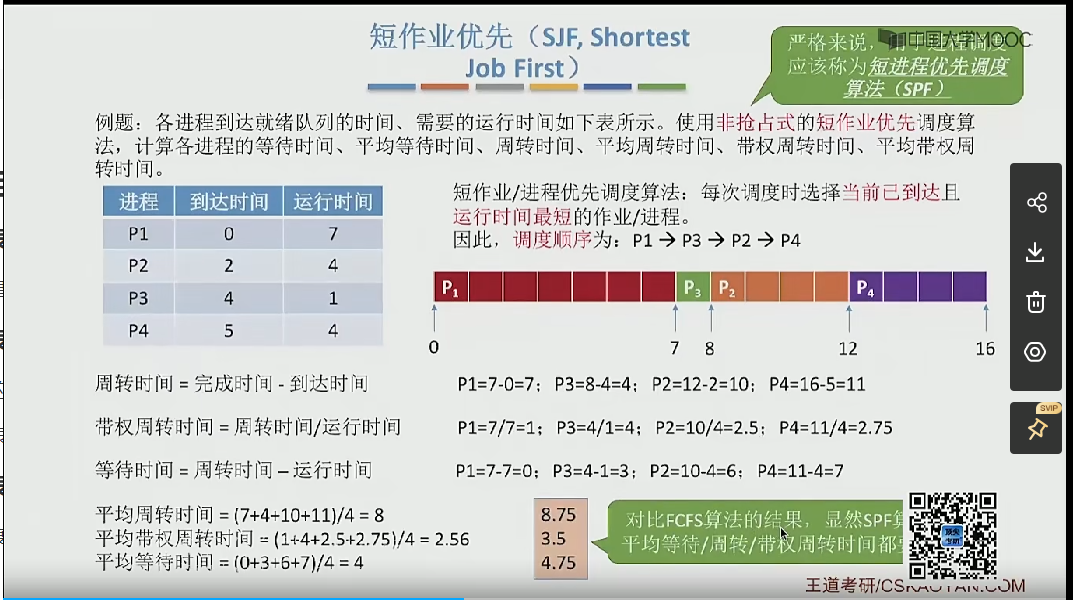 短作业优先（SJF, Shortest
Job First）
中国大学MOOC
严格来说，用于进程调度
应该称为短进程优先调度
算法（SPF）
例题：各进程到达就绪队列的时间、需要的运行时间如下表所示。使用非抢占式的短作业优先调度算
法，计算各进程的等待时间、平均等待时间、周转时间、平均周转时间、带权周转时间、平均带权周
转时间。
进程 到达时间 运行时间
P1 0 7
P2 2 4
P3 4 1
P4 5 4
短作业/进程优先调度算法：每次调度时选择当前已到达且
运行时间最短的作业/进程。
因此，调度顺序为：P1 → P3 → P2 → P4
P1 P3 P2 P4
0 7 8 12 16
周转时间 = 完成时间 - 到达时间 P1=7-0=7；P3=8-4=4；P2=12-2=10；P4=16-5=11
带权周转时间 = 周转时间/运行时间 P1=7/7=1；P3=4/1=4；P2=10/4=2.5；P4=11/4=2.75
等待时间 = 周转时间 – 运行时间 P1=7-7=0；P3=4-1=3；P2=10-4=6；P4=11-4=7
平均周转时间 = (7+4+10+11)/4 = 8
平均带权周转时间 = (1+4+2.5+2.75)/4 = 2.56
平均等待时间 = (0+3+6+7)/4 = 4
8.75
3.5
4.75
对比FCFS算法的结果，显然SPF算
平均等待/周转/带权周转时间都要
王道考研/CSKAOYAN.COM
SVIP